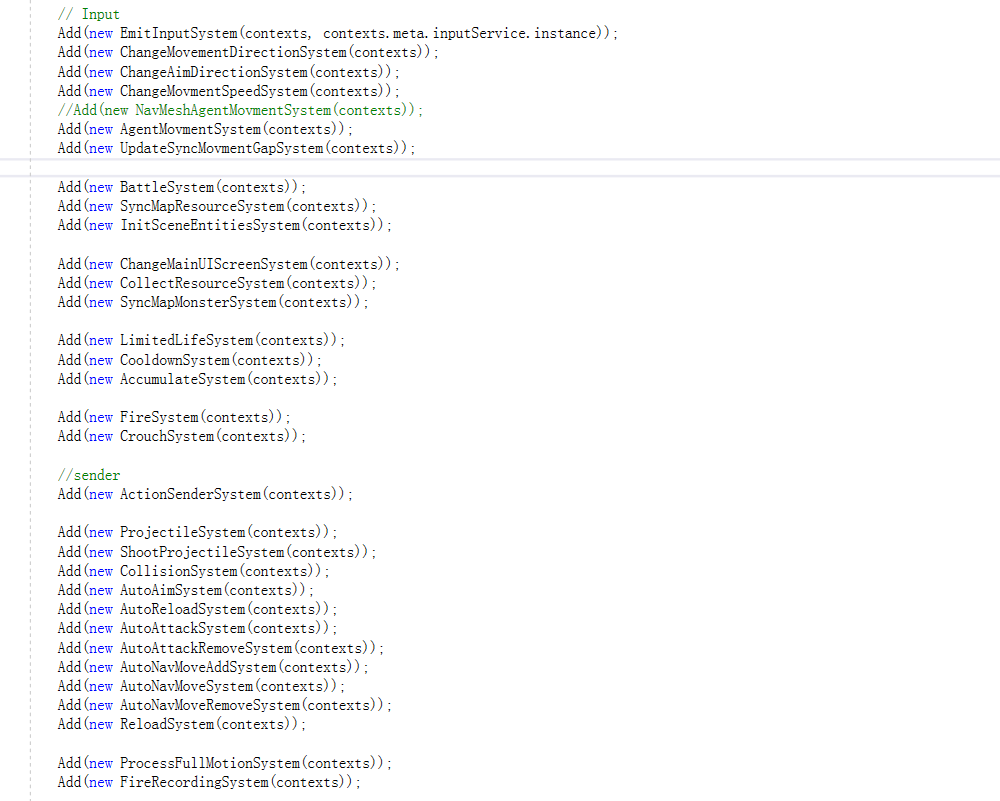 // Input
Add(new EmitInputSystem(contexts, contexts.meta.inputService.instance));
Add(new ChangeMovementDirectionSystem(contexts));
Add(new ChangeAimDirectionSystem(contexts));
Add(new ChangeMovmentSpeedSystem(contexts));
//Add(new NavMeshAgentMovmentSystem(contexts));
Add(new AgentMovmentSystem(contexts));
Add(new UpdateSyncMovmentGapSystem(contexts));
Add(new BattleSystem(contexts));
Add(new SyncMapResourceSystem(contexts));
Add(new InitSceneEntitiesSystem(contexts));
Add(new ChangeMainUIScreenSystem(contexts));
Add(new CollectResourceSystem(contexts));
Add(new SyncMapMonsterSystem(contexts));
Add(new LimitedLifeSystem(contexts));
Add(new CooldownSystem(contexts));
Add(new AccumulateSystem(contexts));
Add(new FireSystem(contexts));
Add(new CrouchSystem(contexts));
//sender
Add(new ActionSenderSystem(contexts));
Add(new ProjectileSystem(contexts));
Add(new ShootProjectileSystem(contexts));
Add(new CollisionSystem(contexts));
Add(new AutoAimSystem(contexts));
Add(new AutoReloadSystem(contexts));
Add(new AutoAttackSystem(contexts));
Add(new AutoAttackRemoveSystem(contexts));
Add(new AutoNavMoveAddSystem(contexts));
Add(new AutoNavMoveSystem(contexts));
Add(new AutoNavMoveRemoveSystem(contexts));
Add(new ReloadSystem(contexts));
Add(new ProcessFullMotionSystem(contexts));
Add(new FireRecordingSystem(contexts));